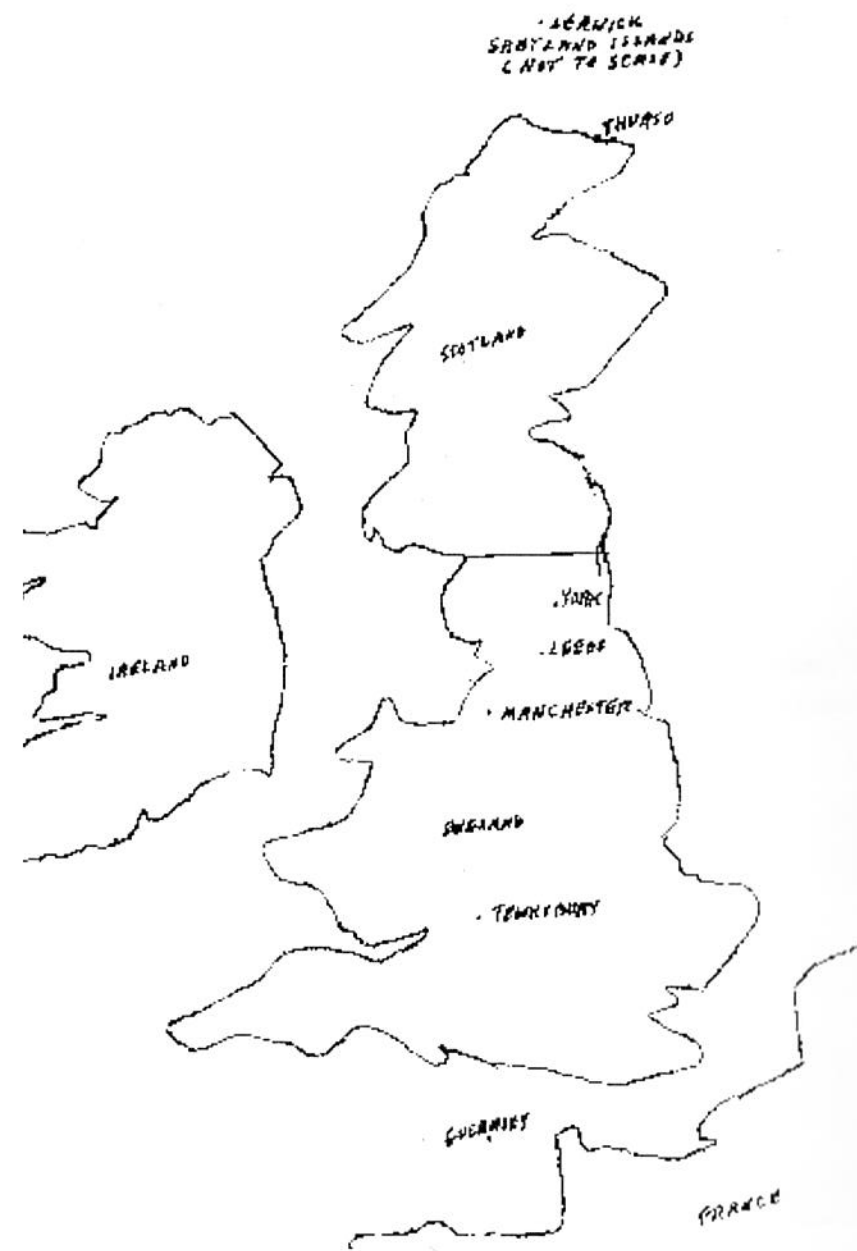 LERWICK
SHETLAND ISLANDS
(NOT TO SCALE)
THURSO
SCOTLAND
YORK
LEEDS
IRELAND
MANCHESTER
ENGLAND
TEWKSBURY
GUERNSEY
FRANCE